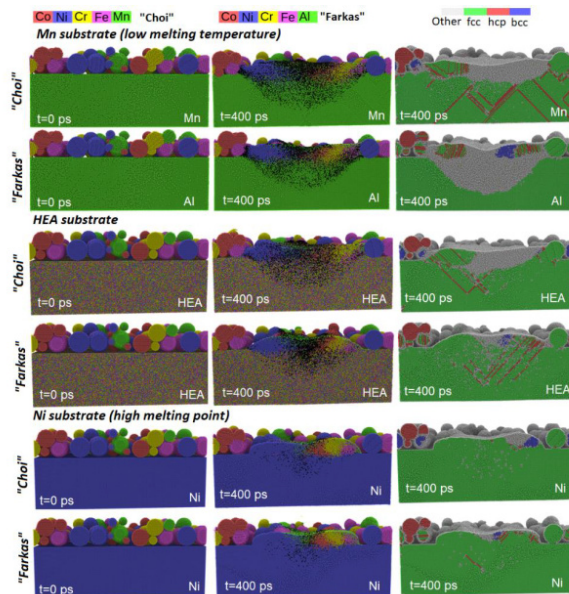 Co Ni Cr Fe Mn "Choi" Co Ni Cr Fe Al "Farkas"
Other fcc hcp bcc
Mn substrate (low melting temperature)
"Choi" t=0 ps Mn t=400 ps t=400 ps Mn
"Farkas" t=0 ps Al t=400 ps t=400 ps Al
HEA substrate
"Choi" t=0 ps HEA t=400 ps t=400 ps HEA
"Farkas" t=0 ps HEA t=400 ps t=400 ps HEA
Ni substrate (high melting point)
"Choi" t=0 ps Ni t=400 ps Ni t=400 ps Ni
"Farkas" t=0 ps Ni t=400 ps Ni t=400 ps Ni